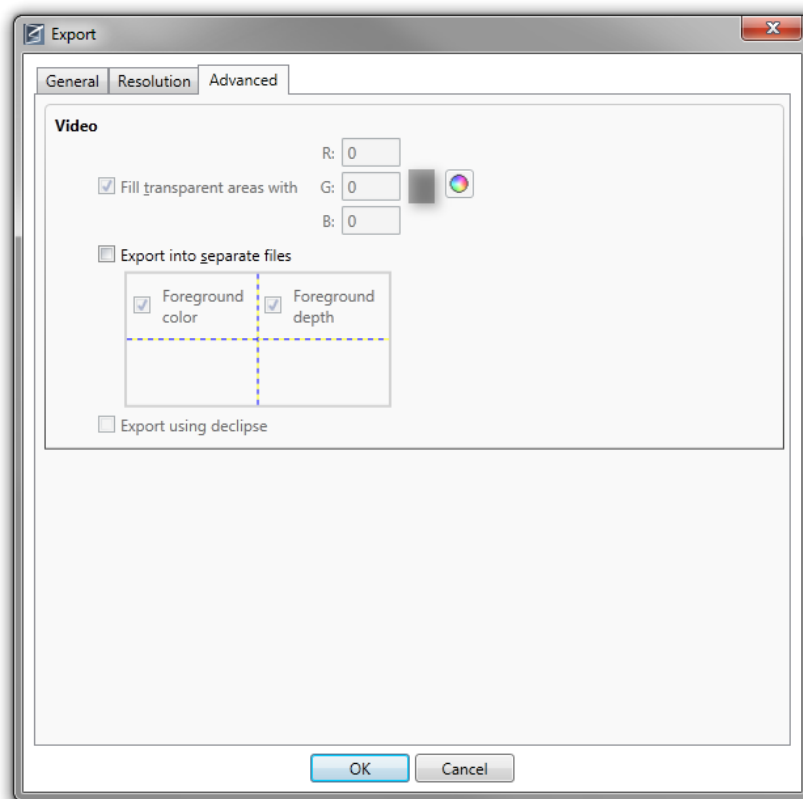 Export
General Resolution Advanced
Video
R: 0
Fill transparent areas with G: 0
B: 0
Export into separate files
Foreground color
Foreground depth
Export using declipse
OK Cancel